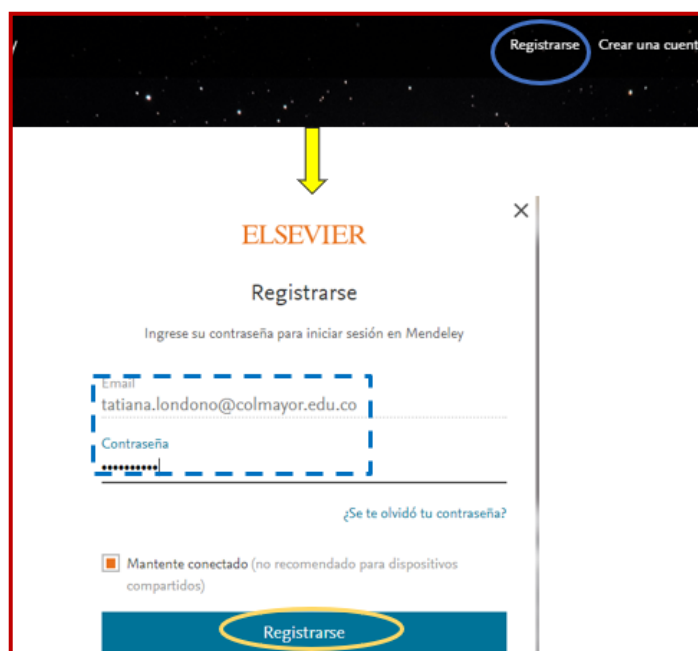 Registrarse Crear una cuent
ELSEVIER
Registrarse
Ingrese su contraseña para iniciar sesión en Mendeley
Email
tatiana.londono@colmayor.edu.co
Contraseña
••••••••••
¿Se te olvidó tu contraseña?
Mantente conectado (no recomendado para dispositivos
compartidos)
Registrarse